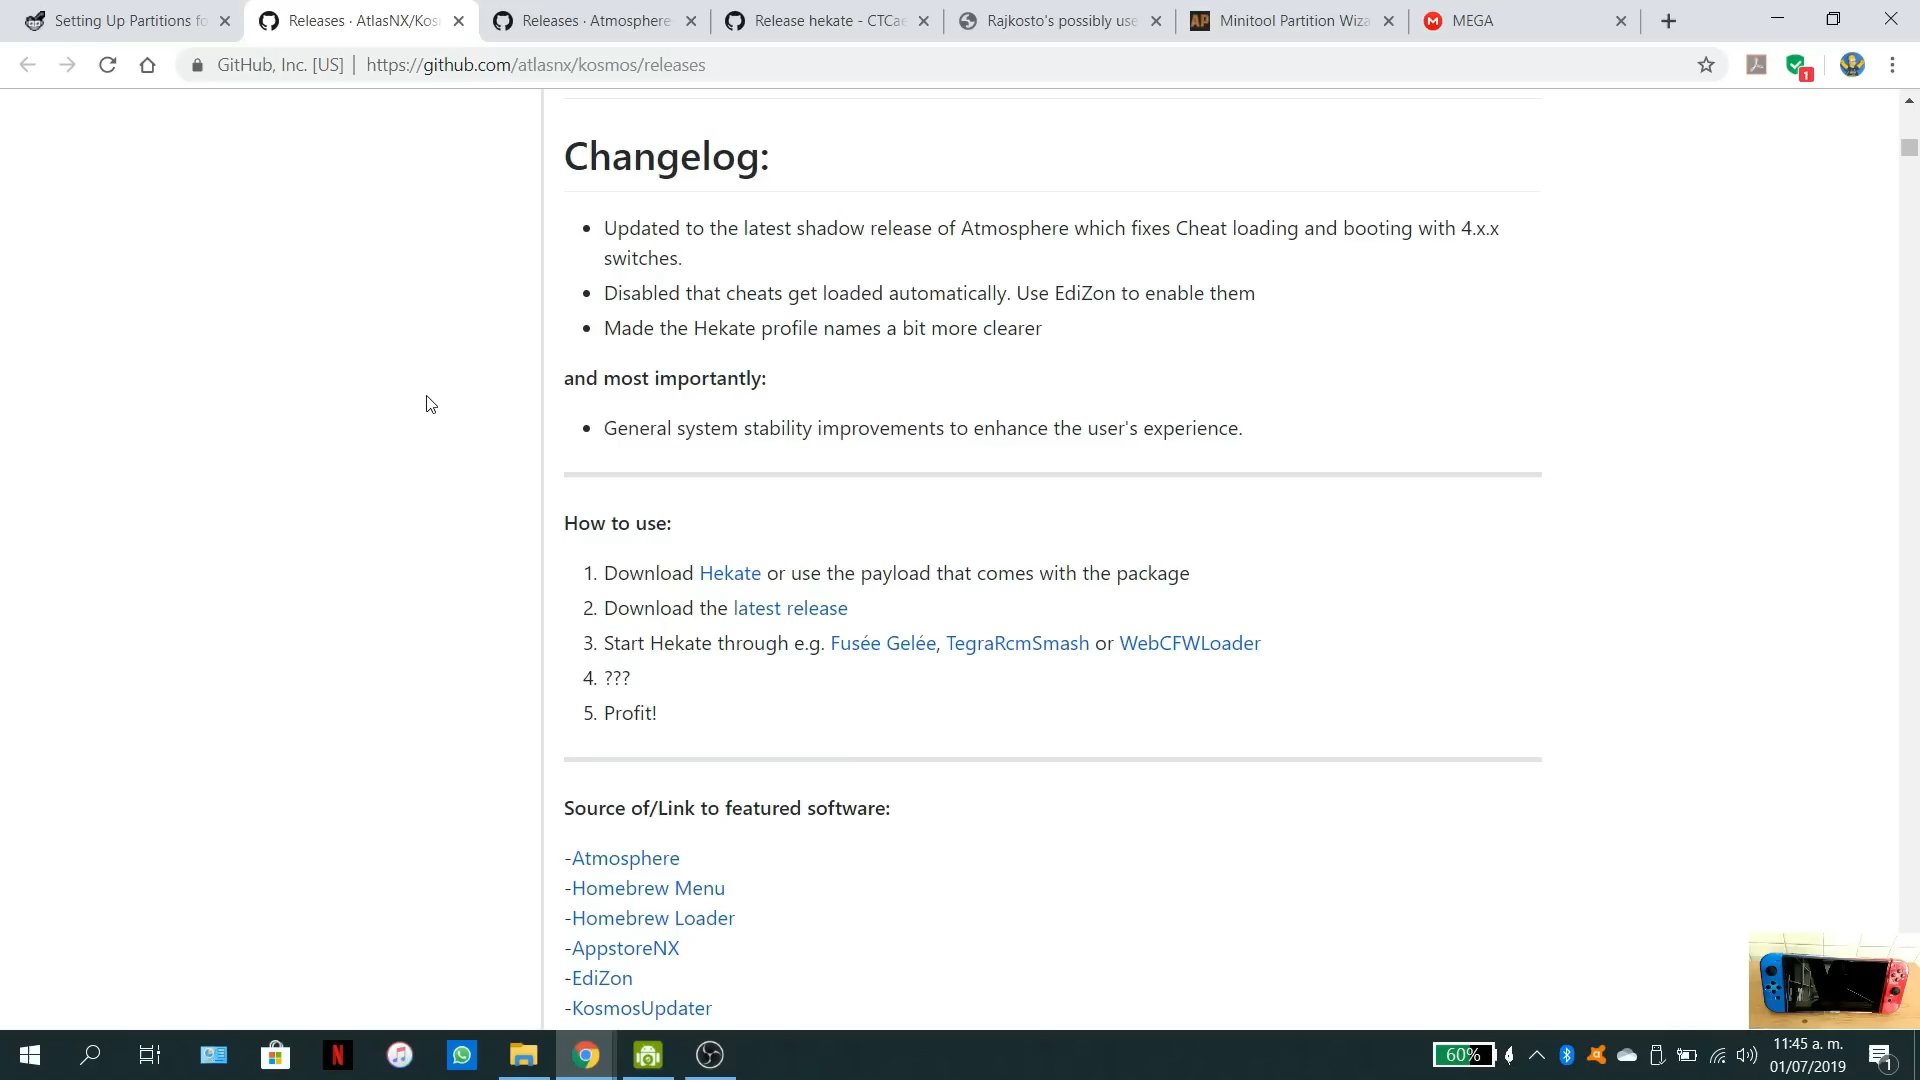 Setting Up Partitions fo
Releases · AtlasNX/Kos
Releases · Atmosphere-
Release hekate - CTCae
Rajkosto's possibly use
AP Minitool Partition Wiza
M MEGA
GitHub, Inc. [US] | https://github.com/atlasnx/kosmos/releases
1
Changelog:
• Updated to the latest shadow release of Atmosphere which fixes Cheat loading and booting with 4.x.x
switches.
• Disabled that cheats get loaded automatically. Use EdiZon to enable them
• Made the Hekate profile names a bit more clearer
and most importantly:
• General system stability improvements to enhance the user's experience.
How to use:
1. Download Hekate or use the payload that comes with the package
2. Download the latest release
3. Start Hekate through e.g. Fusée Gelée, TegraRcmSmash or WebCFWLoader
4. ???
5. Profit!
Source of/Link to featured software:
-Atmosphere
-Homebrew Menu
-Homebrew Loader
-AppstoreNX
-EdiZon
-KosmosUpdater
N
60%
11:45 a. m.
01/07/2019
1